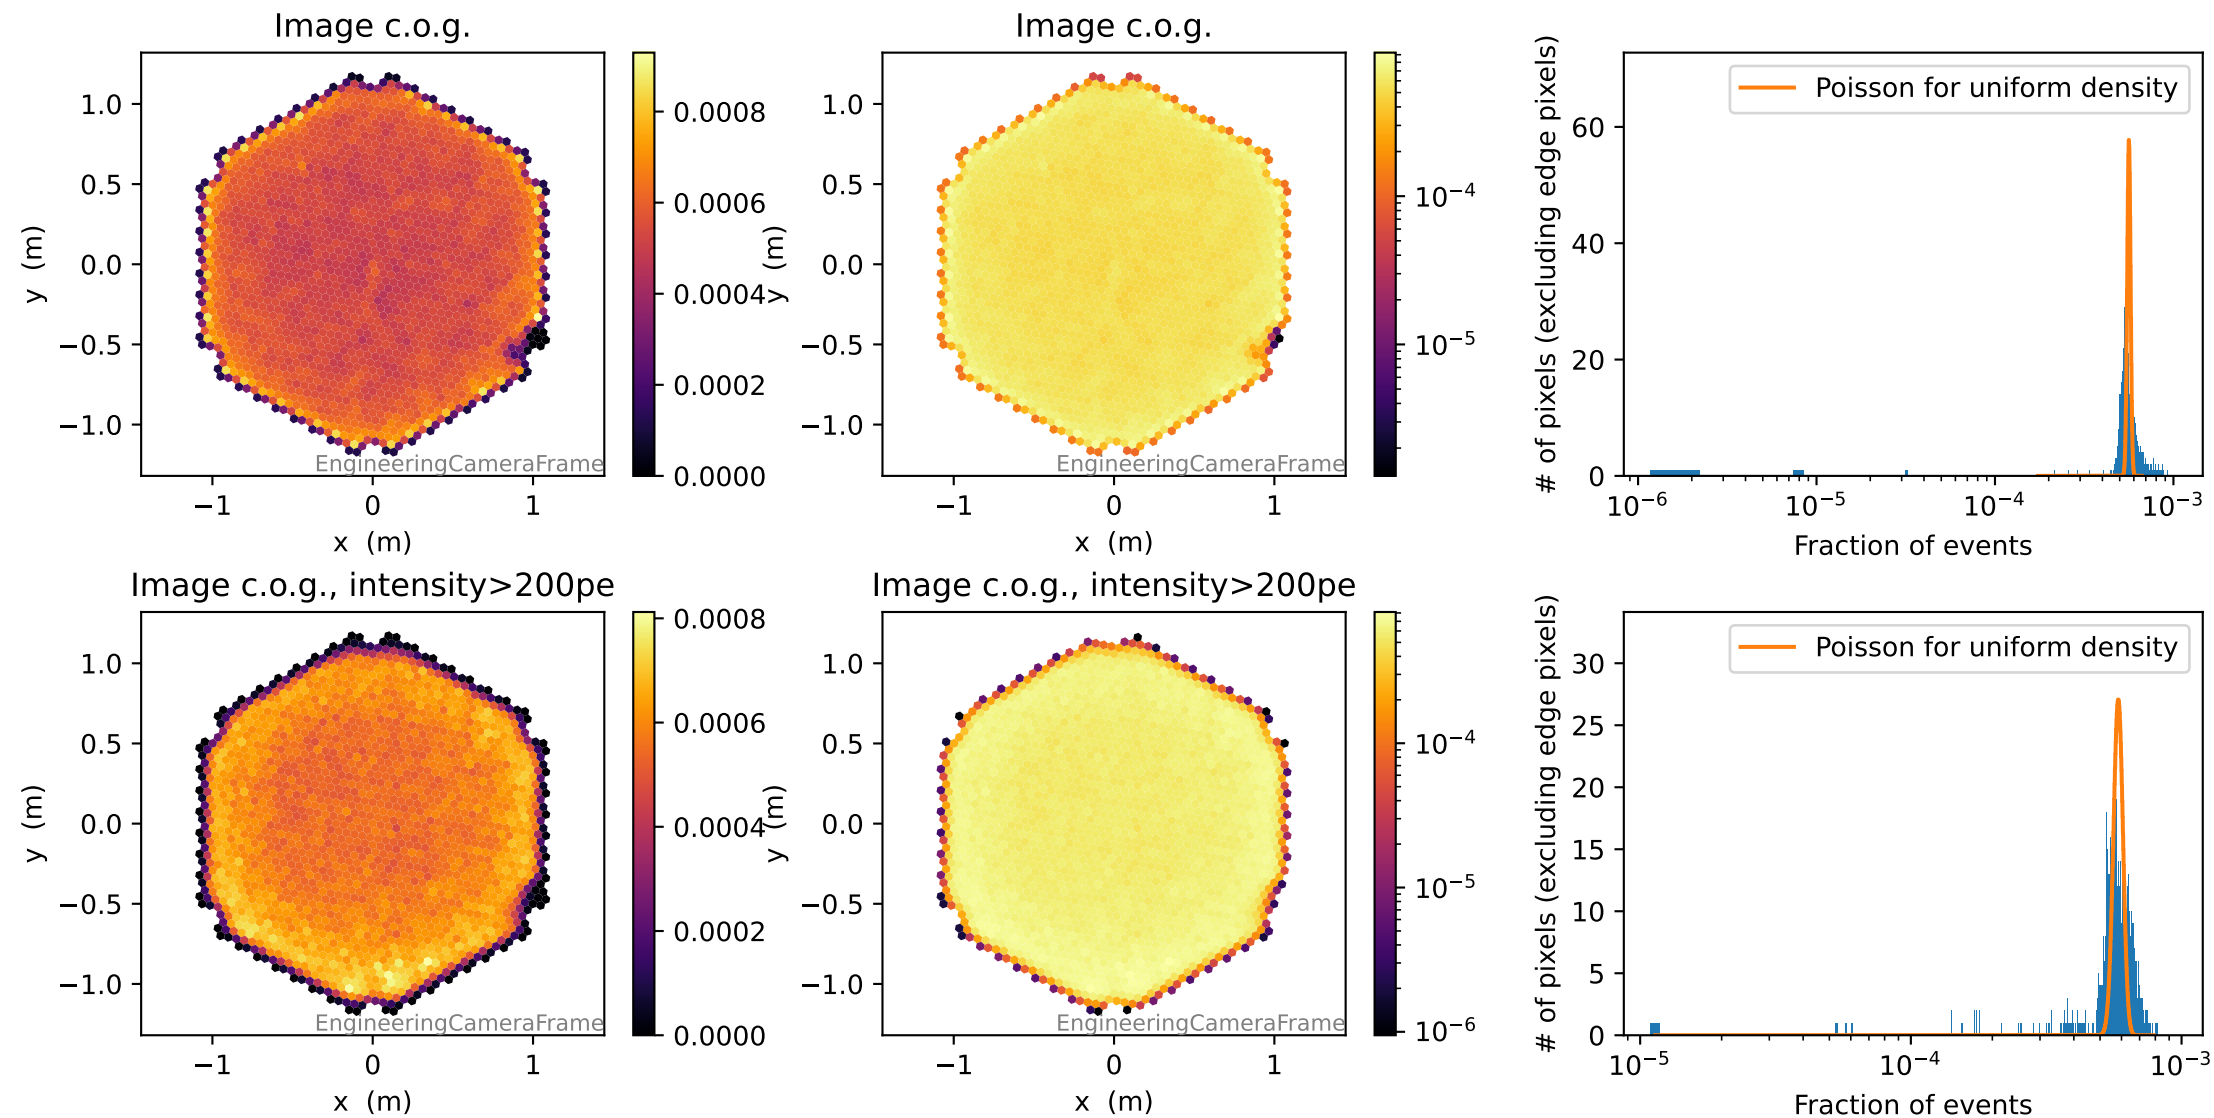 Image c.o.g.
y (m)
1.0
0.5
0.0
−0.5
−1.0
−1
0
1
x (m)
EngineeringCameraFrame
0.0008
0.0006
0.0004
0.0002
0.0000
Image c.o.g.
y (m)
1.0
0.5
0.0
−0.5
−1.0
−1
0
1
x (m)
EngineeringCameraFrame
10⁻⁴
10⁻⁵
# of pixels (excluding edge pixels)
60
40
20
0
Poisson for uniform density
10⁻⁶
10⁻⁵
10⁻⁴
10⁻³
Fraction of events
Image c.o.g., intensity>200pe
y (m)
1.0
0.5
0.0
−0.5
−1.0
−1
0
1
x (m)
EngineeringCameraFrame
0.0008
0.0006
0.0004
0.0002
0.0000
Image c.o.g., intensity>200pe
y (m)
1.0
0.5
0.0
−0.5
−1.0
−1
0
1
x (m)
EngineeringCameraFrame
10⁻⁴
10⁻⁵
10⁻⁶
# of pixels (excluding edge pixels)
30
25
20
15
10
5
0
Poisson for uniform density
10⁻⁵
10⁻⁴
10⁻³
Fraction of events